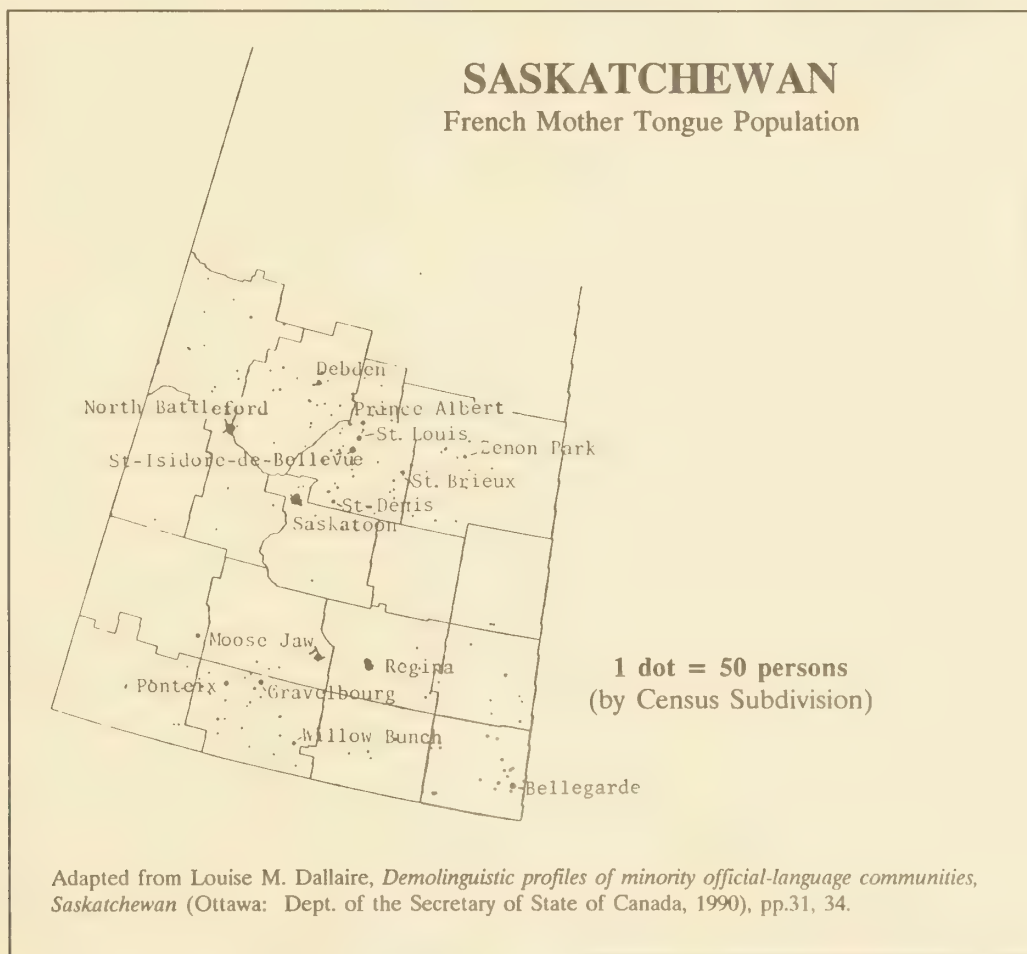 SASKATCHEWAN
French Mother Tongue Population
Debden
North Battleford
Prince Albert
St. Louis
Zenon Park
St-Isidore-de-Bellevue
St. Brieux
St-Denis
Saskatoon
Moose Jaw
Regina
1 dot = 50 persons
(by Census Subdivision)
Ponteix
Gravelbourg
Willow Bunch
Bellegarde
Adapted from Louise M. Dallaire, Demolinguistic profiles of minority official-language communities,
Saskatchewan (Ottawa: Dept. of the Secretary of State of Canada, 1990), pp.31, 34.